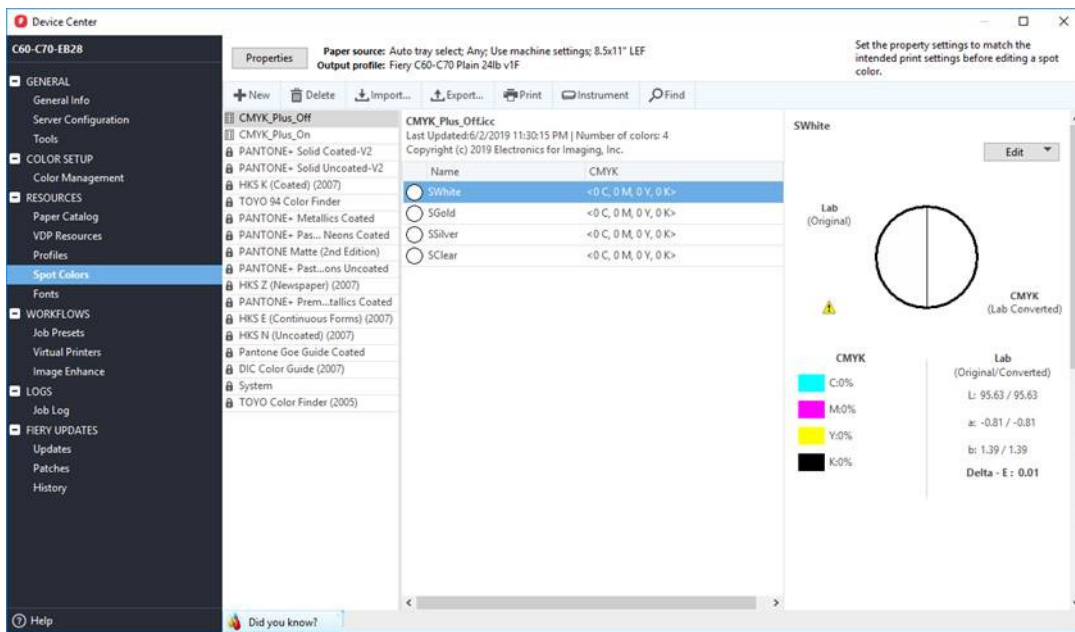 Device Center
C60-C70-EB28
GENERAL
General Info
Server Configuration
Tools
COLOR SETUP
Color Management
RESOURCES
Paper Catalog
VDP Resources
Profiles
Spot Colors
Fonts
WORKFLOWS
Job Presets
Virtual Printers
Image Enhance
LOGS
Job Log
FIERY UPDATES
Updates
Patches
History
Help
Properties
Paper source: Auto tray select; Any; Use machine settings; 8.5x11" LEF
Output profile: Fiery C60-C70 Plain 24lb v1F
Set the property settings to match the
intended print settings before editing a spot
color.
New Delete Import... Export... Print Instrument Find
CMYK_Plus_Off
CMYK_Plus_On
PANTONE+ Solid Coated-V2
PANTONE+ Solid Uncoated-V2
HKS K (Coated) (2007)
TOYO 94 Color Finder
PANTONE+ Metallics Coated
PANTONE+ Pas... Neons Coated
PANTONE Matte (2nd Edition)
PANTONE+ Past...ons Uncoated
HKS Z (Newspaper) (2007)
PANTONE+ Prem...tallics Coated
HKS E (Continuous Forms) (2007)
HKS N (Uncoated) (2007)
Pantone Goe Guide Coated
DIC Color Guide (2007)
System
TOYO Color Finder (2005)
CMYK_Plus_Off.icc
Last Updated:6/2/2019 11:30:15 PM | Number of colors: 4
Copyright (c) 2019 Electronics for Imaging, Inc.
Name CMYK
SWhite <0 C, 0 M, 0 Y, 0 K>
SGold <0 C, 0 M, 0 Y, 0 K>
SSilver <0 C, 0 M, 0 Y, 0 K>
SClear <0 C, 0 M, 0 Y, 0 K>
SWhite
Edit
Lab
(Original)
CMYK
(Lab Converted)
CMYK
C:0%
M:0%
Y:0%
K:0%
Lab
(Original/Converted)
L: 95.63 / 95.63
a: -0.81 / -0.81
b: 1.39 / 1.39
Delta - E : 0.01
Did you know?